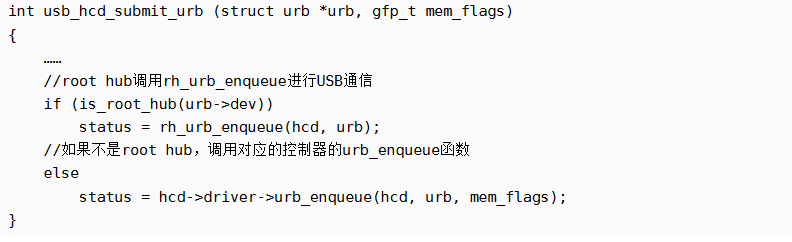 int usb_hcd_submit_urb (struct urb *urb, gfp_t mem_flags)
{
    ……
    //root hub调用rh_urb_enqueue进行USB通信
    if (is_root_hub(urb->dev))
        status = rh_urb_enqueue(hcd, urb);
    //如果不是root hub，调用对应的控制器的urb_enqueue函数
    else
        status = hcd->driver->urb_enqueue(hcd, urb, mem_flags);
}